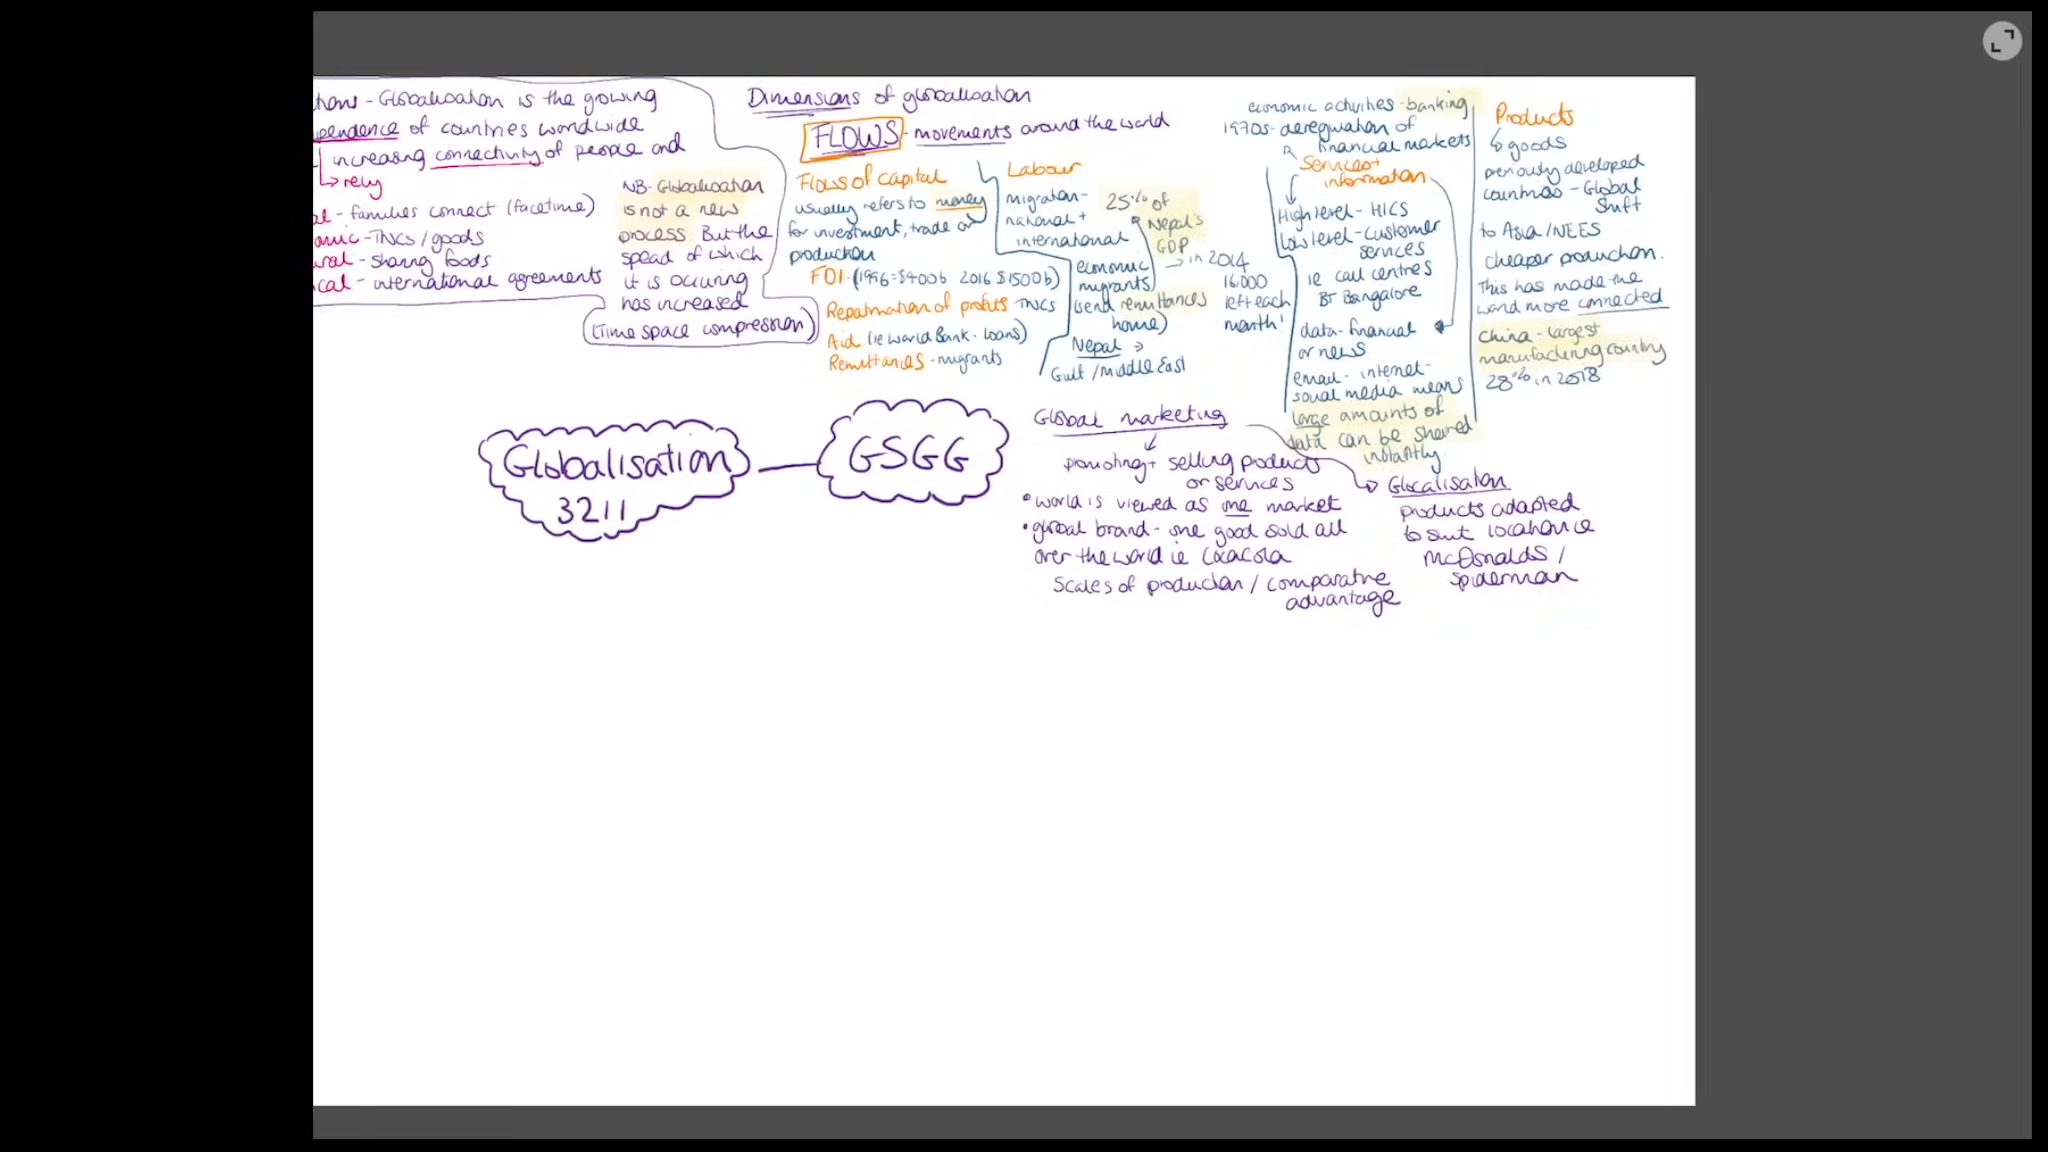 tions - Globalisation is the growing
ependence of countries worldwide
increasing connectivity of people and
↳ rely
al - families connect (facetime)
omic - TNCs / goods
ural - sharing foods
ical - international agreements
NB - Globalisation
is not a new
process. But the
spead of which
it is occuring
has increased
(Time space compression)
Dimensions of globalisation
FLOWS - movements around the world
Flows of capital
usually refers to money
for investment, trade or
production
FDI - (1996 = $400b 2016 $1500b)
Repatriation of profits TNCs
Aid (ie World Bank - loans)
Remittances - migrants
Labour
migration -
national +
international
economic
migrants
(send remittances
home)
Nepal →
Gulf / Middle East
25% of
Nepal's
GDP
→ in 2014
16,000
left each
month!
economic activities - banking
1970s - deregulation of
financial markets
Services +
information
High level - HICs
Low level - customer
services
ie call centres
BT Bangalore
data - financial
or news
email - internet -
social media means
large amounts of
data can be shared
instantly
Products
↳ goods
previously developed
countries - Global
Shift
to Asia / NEES
cheaper production.
This has made the
world more connected
China - largest
manufacturing country
28% in 2018
Globalisation
3211
GSGG
Global marketing
promoting + selling products
or services
• world is viewed as one market
• global brand - one good sold all
over the world ie CocaCola
Scales of production / comparative
advantage
Glocalisation
products adapted
to suit location ie
McDonalds /
Spiderman